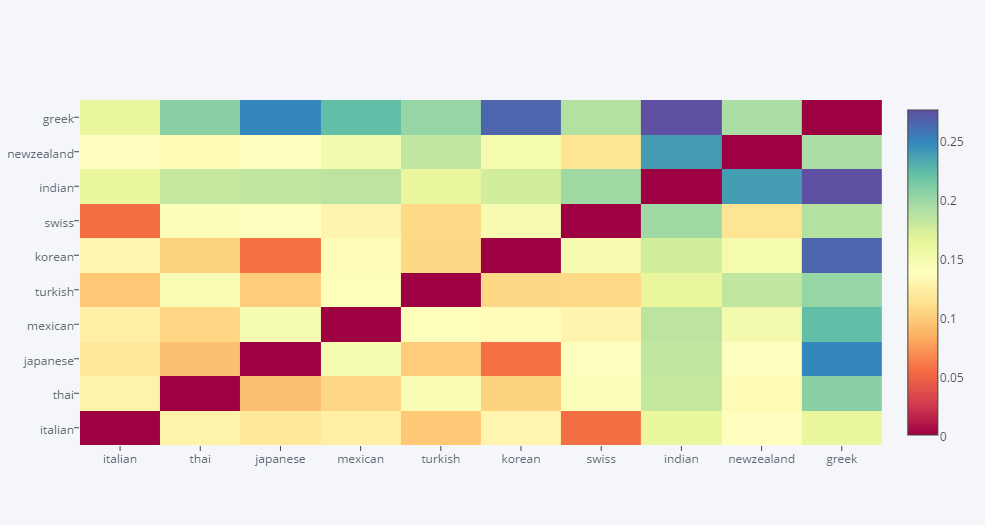 greek
newzealand
indian
swiss
korean
turkish
mexican
japanese
thai
italian
italian thai japanese mexican turkish korean swiss indian newzealand greek
0.25
0.2
0.15
0.1
0.05
0